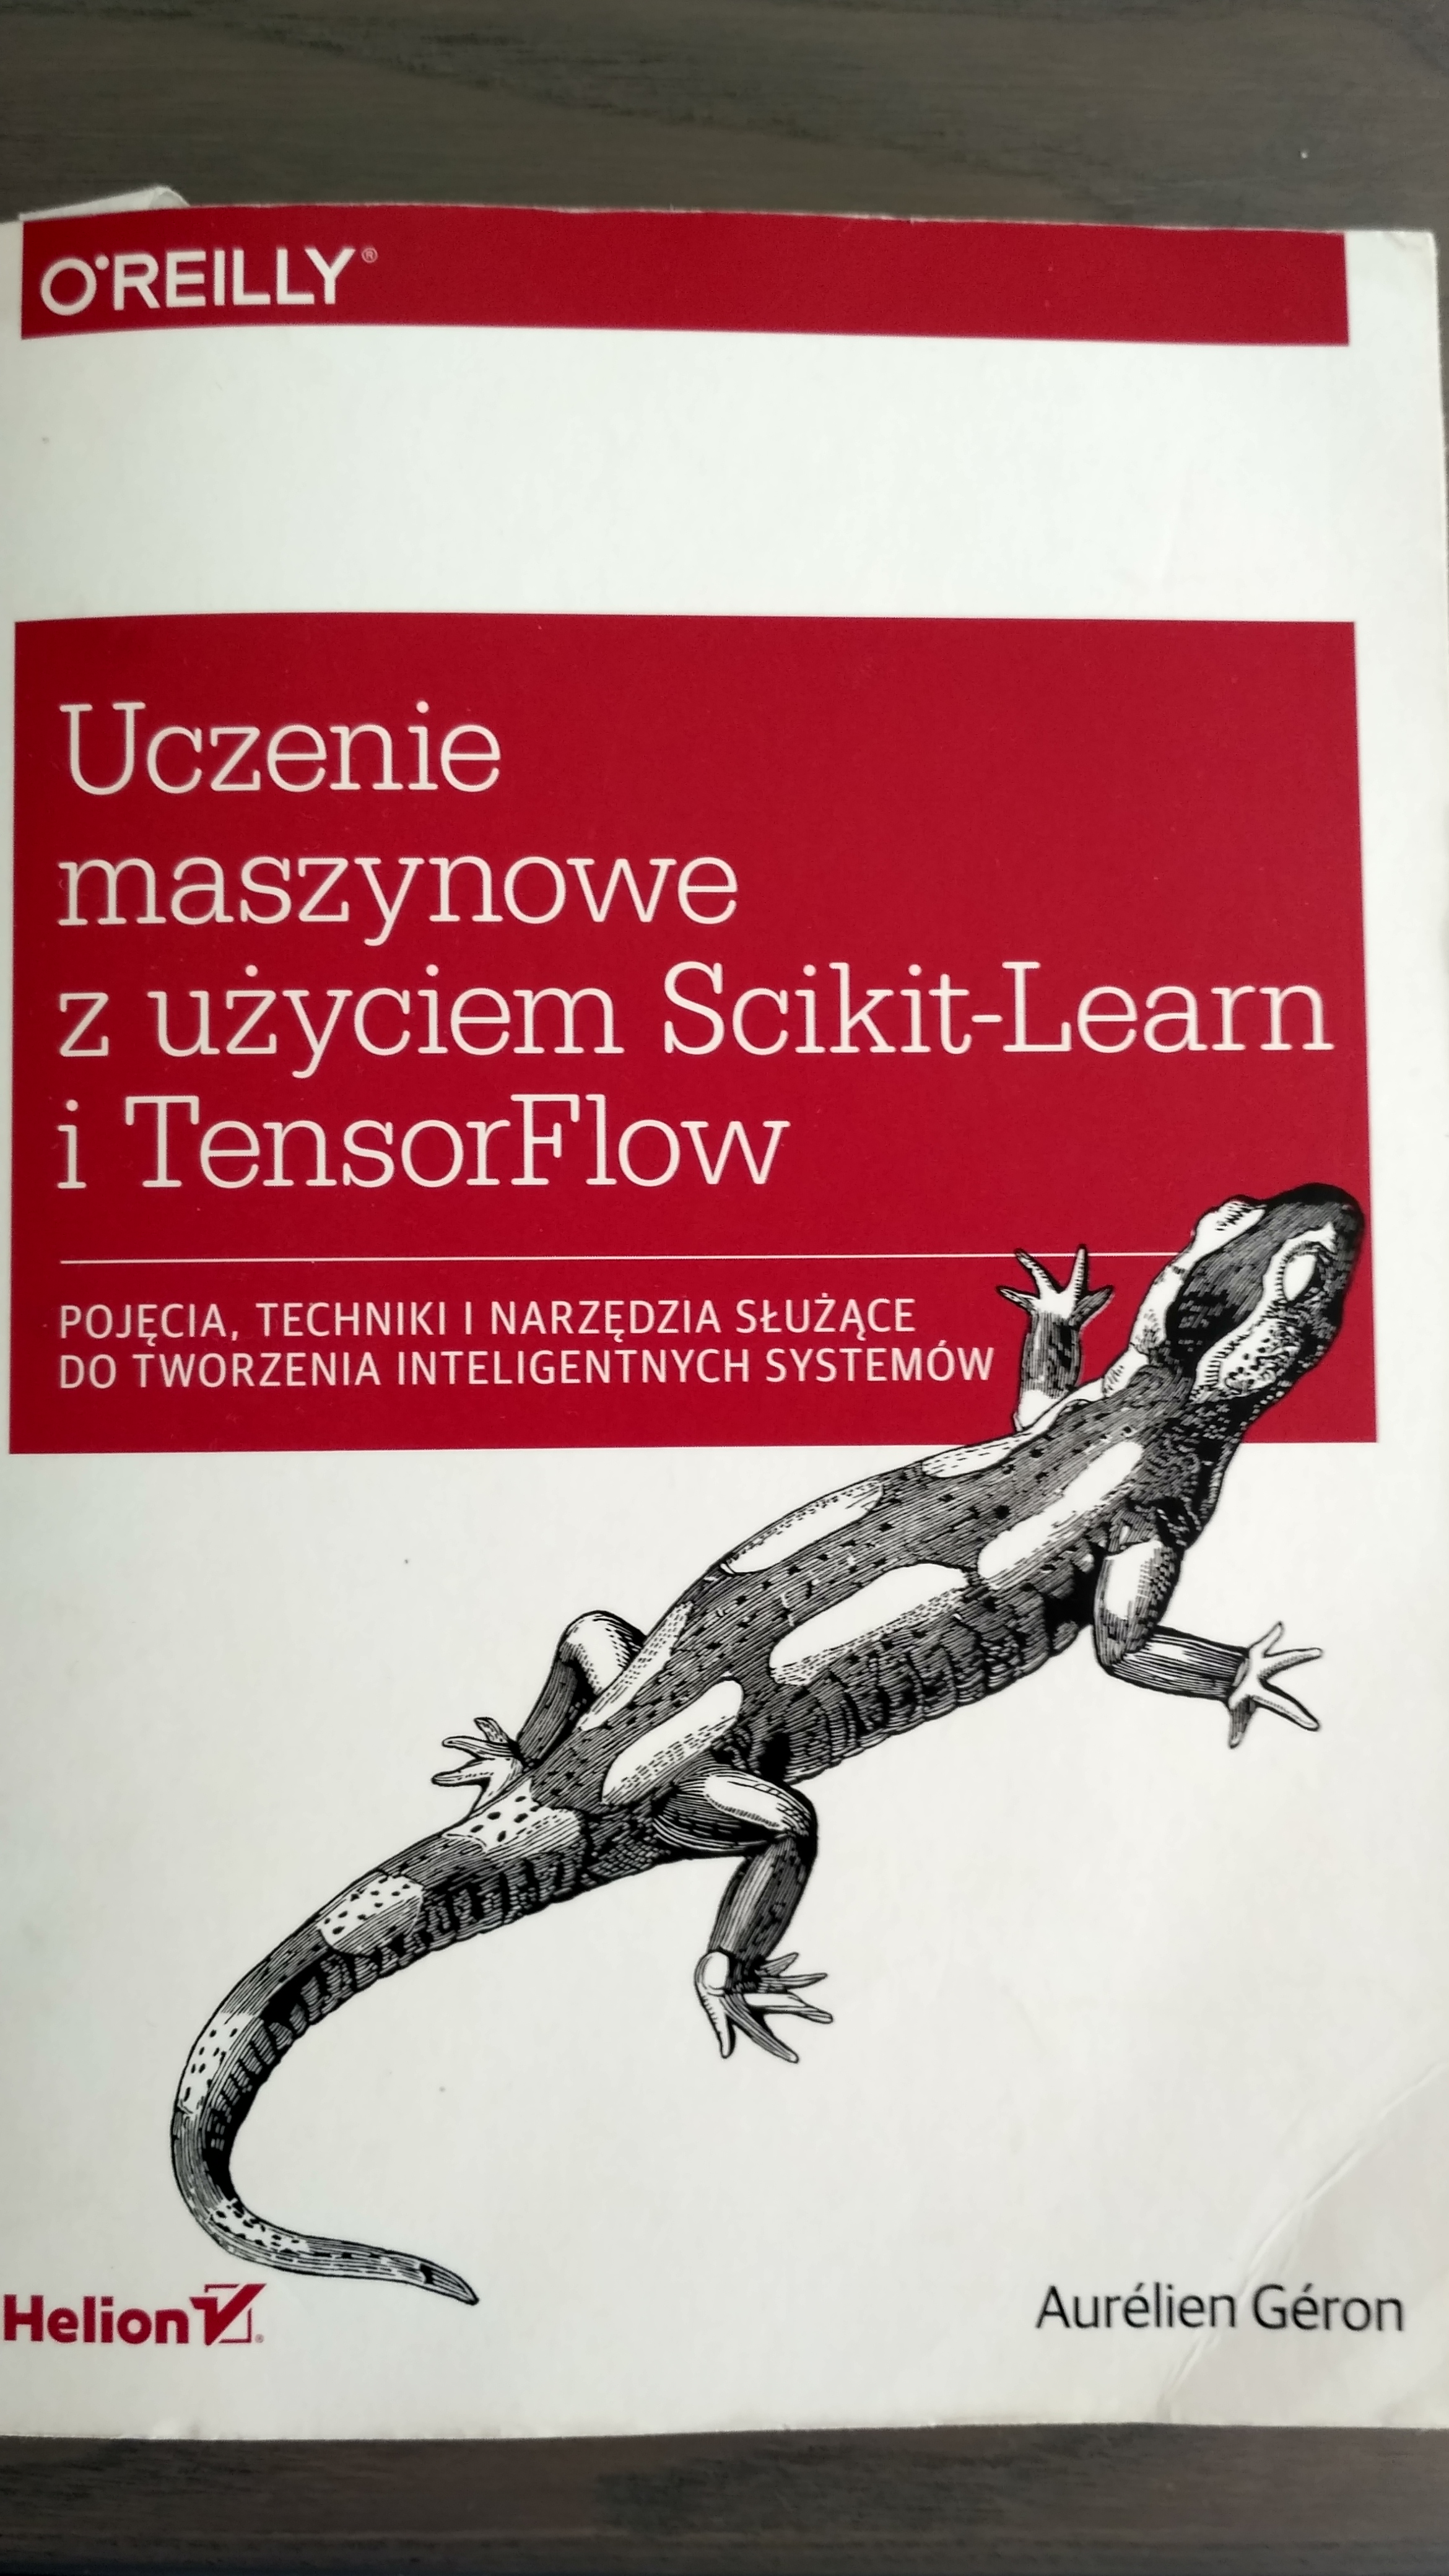 O'REILLY®
Uczenie
maszynowe
z użyciem Scikit-Learn
i TensorFlow
POJĘCIA, TECHNIKI I NARZĘDZIA SŁUŻĄCE
DO TWORZENIA INTELIGENTNYCH SYSTEMÓW
Helion®
Aurélien Géron